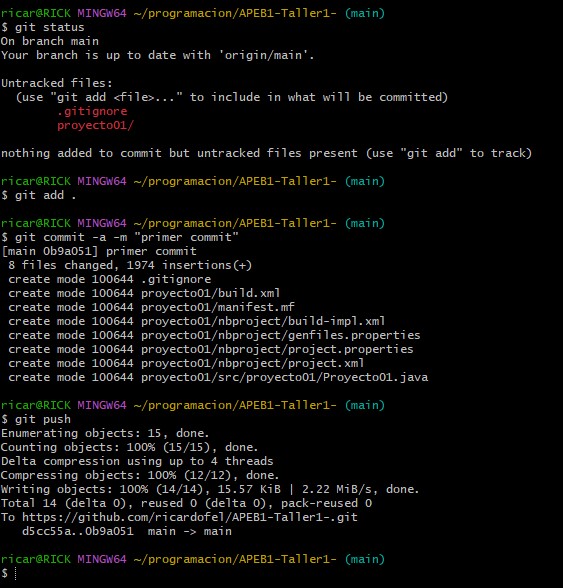 ricar@RICK MINGW64 ~/programacion/APEB1-Taller1- (main)
$ git status
On branch main
Your branch is up to date with 'origin/main'.
Untracked files:
(use "git add <file>..." to include in what will be committed)
.gitignore
proyecto01/
nothing added to commit but untracked files present (use "git add" to track)
ricar@RICK MINGW64 ~/programacion/APEB1-Taller1- (main)
$ git add .
ricar@RICK MINGW64 ~/programacion/APEB1-Taller1- (main)
$ git commit -a -m "primer commit"
[main 0b9a051] primer commit
8 files changed, 1974 insertions(+)
create mode 100644 .gitignore
create mode 100644 proyecto01/build.xml
create mode 100644 proyecto01/manifest.mf
create mode 100644 proyecto01/nbproject/build-impl.xml
create mode 100644 proyecto01/nbproject/genfiles.properties
create mode 100644 proyecto01/nbproject/project.properties
create mode 100644 proyecto01/nbproject/project.xml
create mode 100644 proyecto01/src/proyecto01/Proyecto01.java
ricar@RICK MINGW64 ~/programacion/APEB1-Taller1- (main)
$ git push
Enumerating objects: 15, done.
Counting objects: 100% (15/15), done.
Delta compression using up to 4 threads
Compressing objects: 100% (12/12), done.
Writing objects: 100% (14/14), 15.57 KiB | 2.22 MiB/s, done.
Total 14 (delta 0), reused 0 (delta 0), pack-reused 0
To https://github.com/ricardofel/APEB1-Taller1-.git
d5cc55a..0b9a051  main -> main
ricar@RICK MINGW64 ~/programacion/APEB1-Taller1- (main)
$